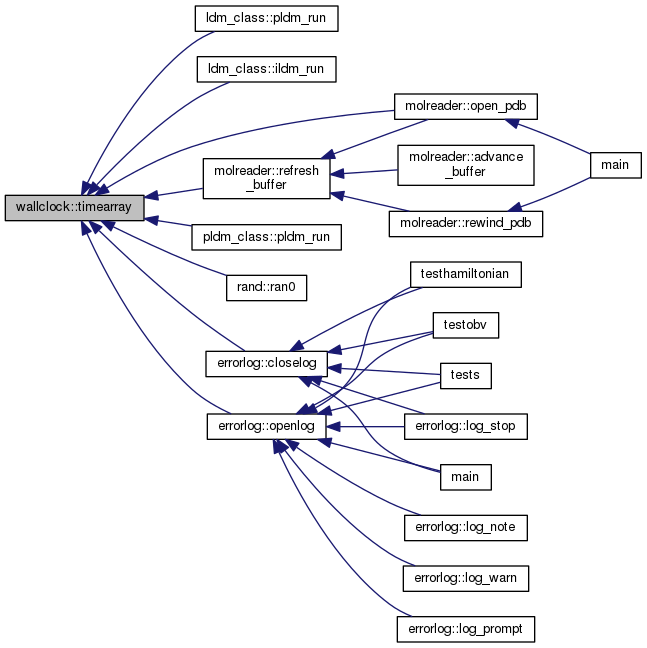 ldm_class::pldm_run
ldm_class::ildm_run
molreader::open_pdb
molreader::refresh
_buffer
molreader::advance
_buffer
main
wallclock::timearray
molreader::rewind_pdb
pldm_class::pldm_run
rand::ran0
testhamiltonian
testobv
errorlog::closelog
tests
errorlog::openlog
errorlog::log_stop
main
errorlog::log_note
errorlog::log_warn
errorlog::log_prompt